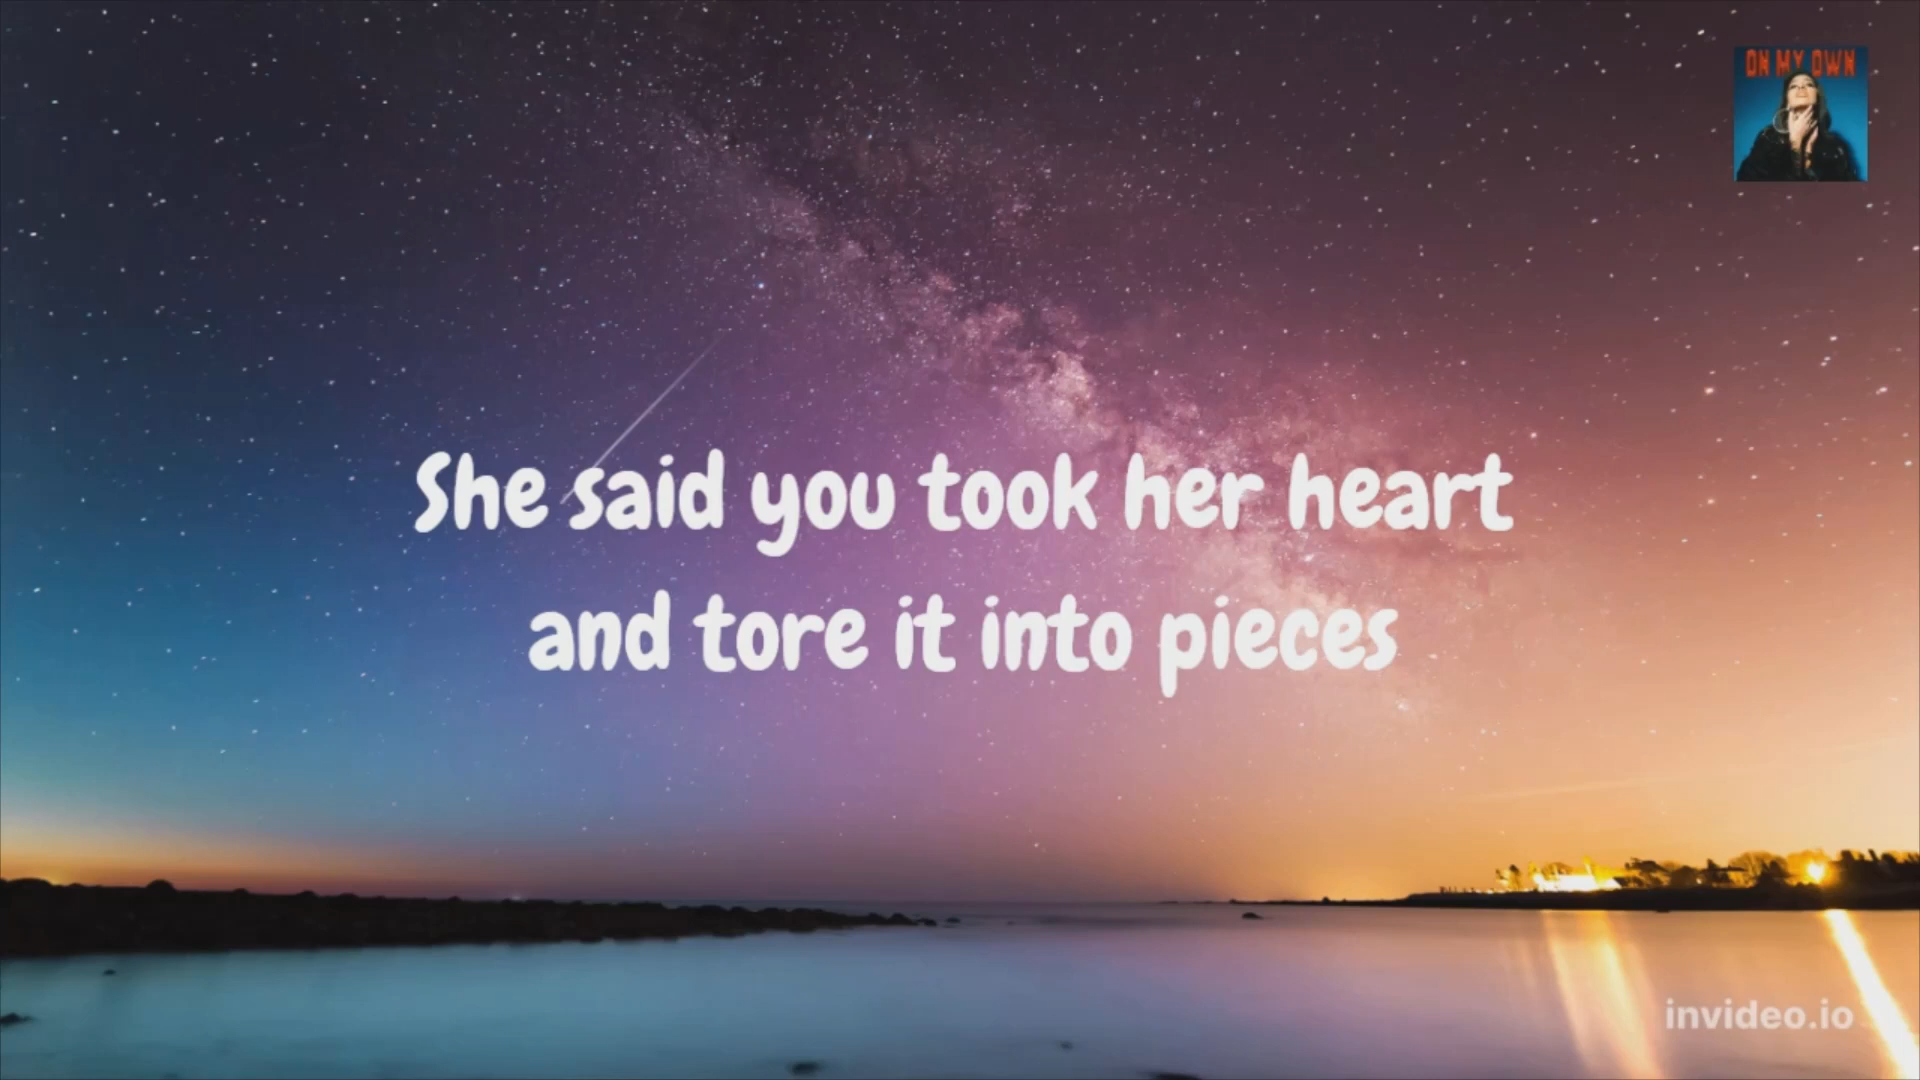 ON MY OWN
She said you took her heart
and tore it into pieces
invideo.io